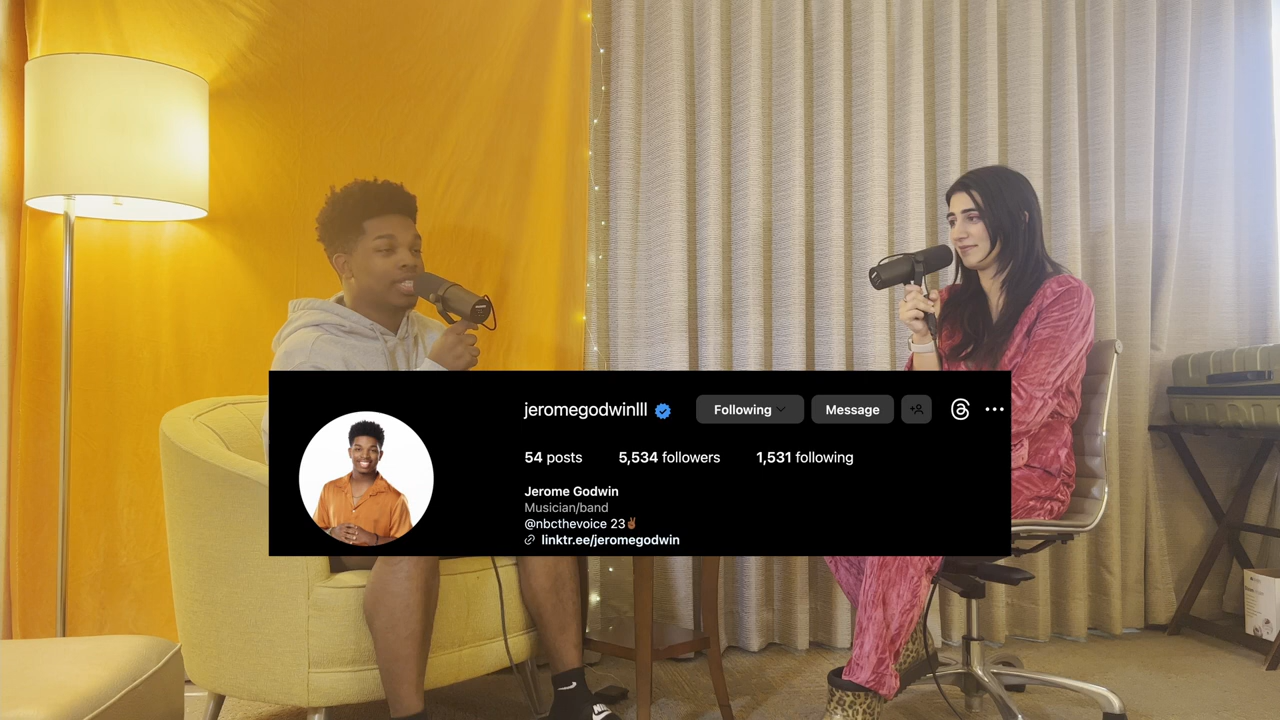 jeromegodwinlll Following Message
54 posts 5,534 followers 1,531 following
Jerome Godwin
Musician/band
@nbcthevoice 23✌🏾
linktr.ee/jeromegodwin